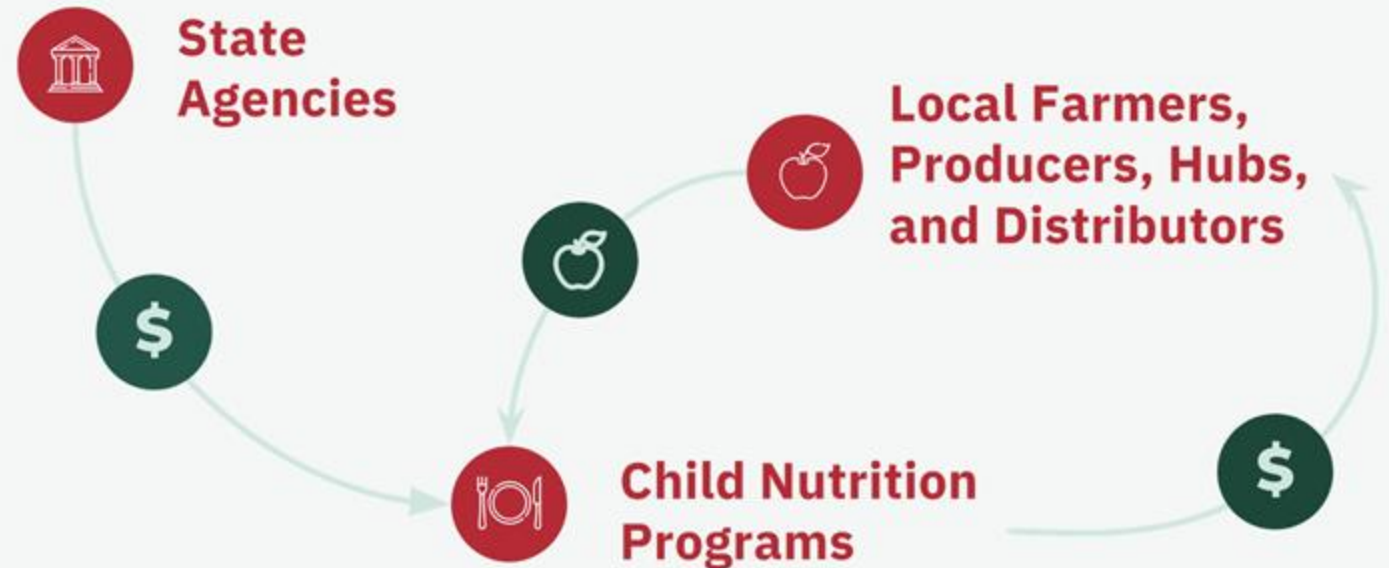 State
Agencies
Local Farmers,
Producers, Hubs,
and Distributors
$
$
Child Nutrition
Programs